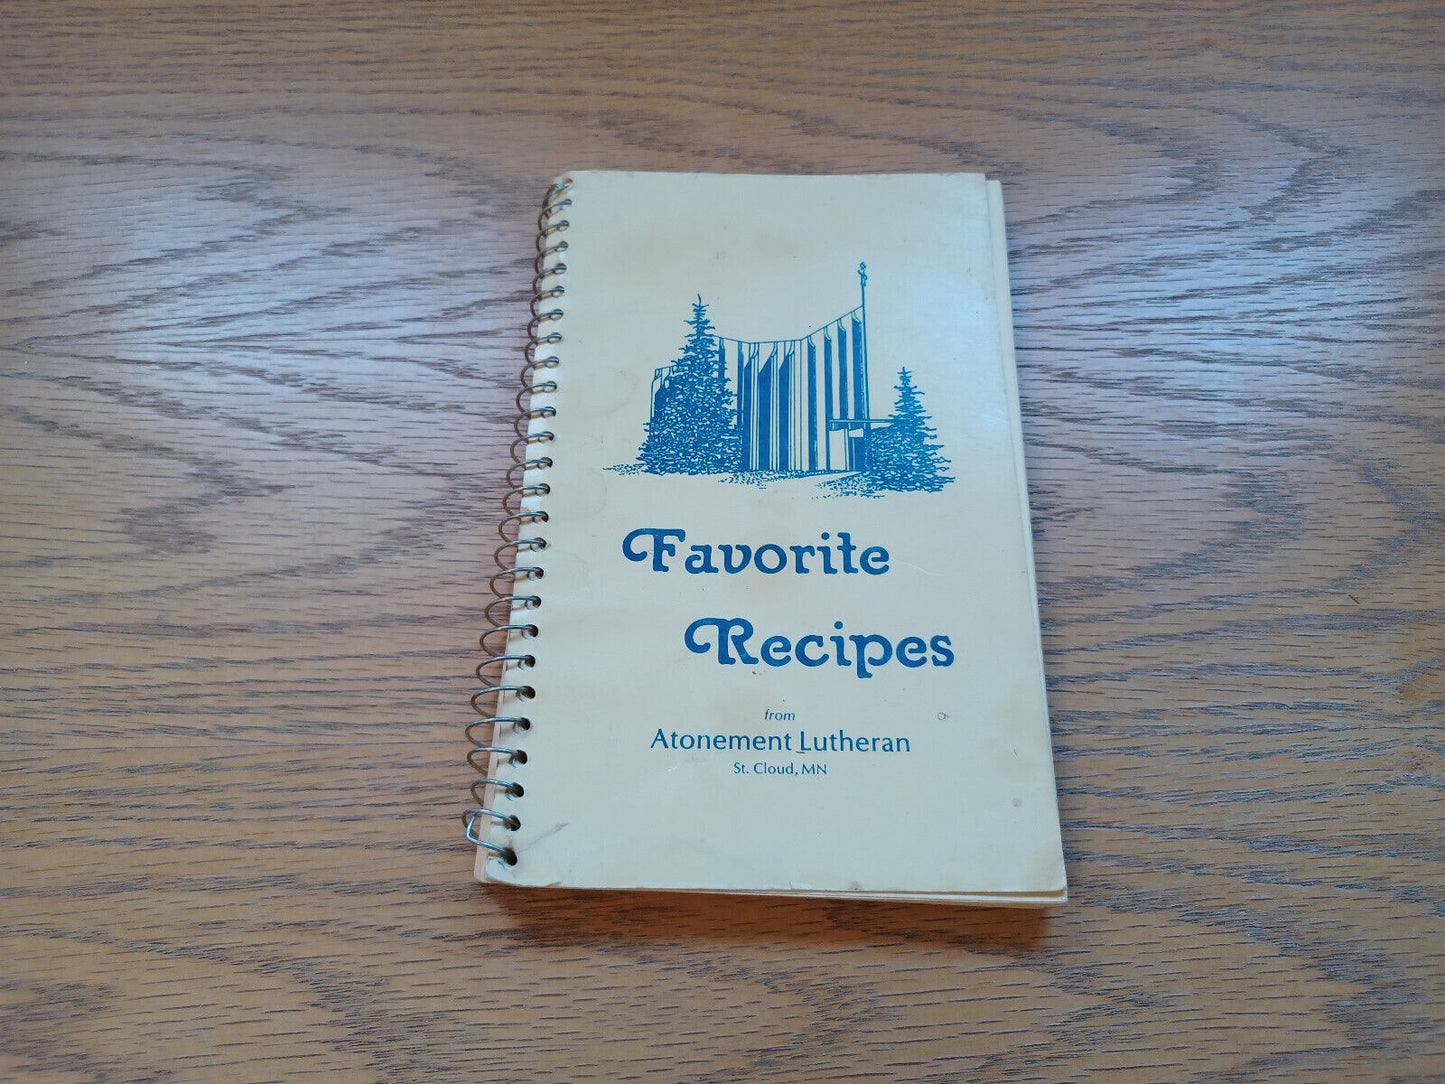 Favorite
Recipes
from
Atonement Lutheran
St. Cloud, MN